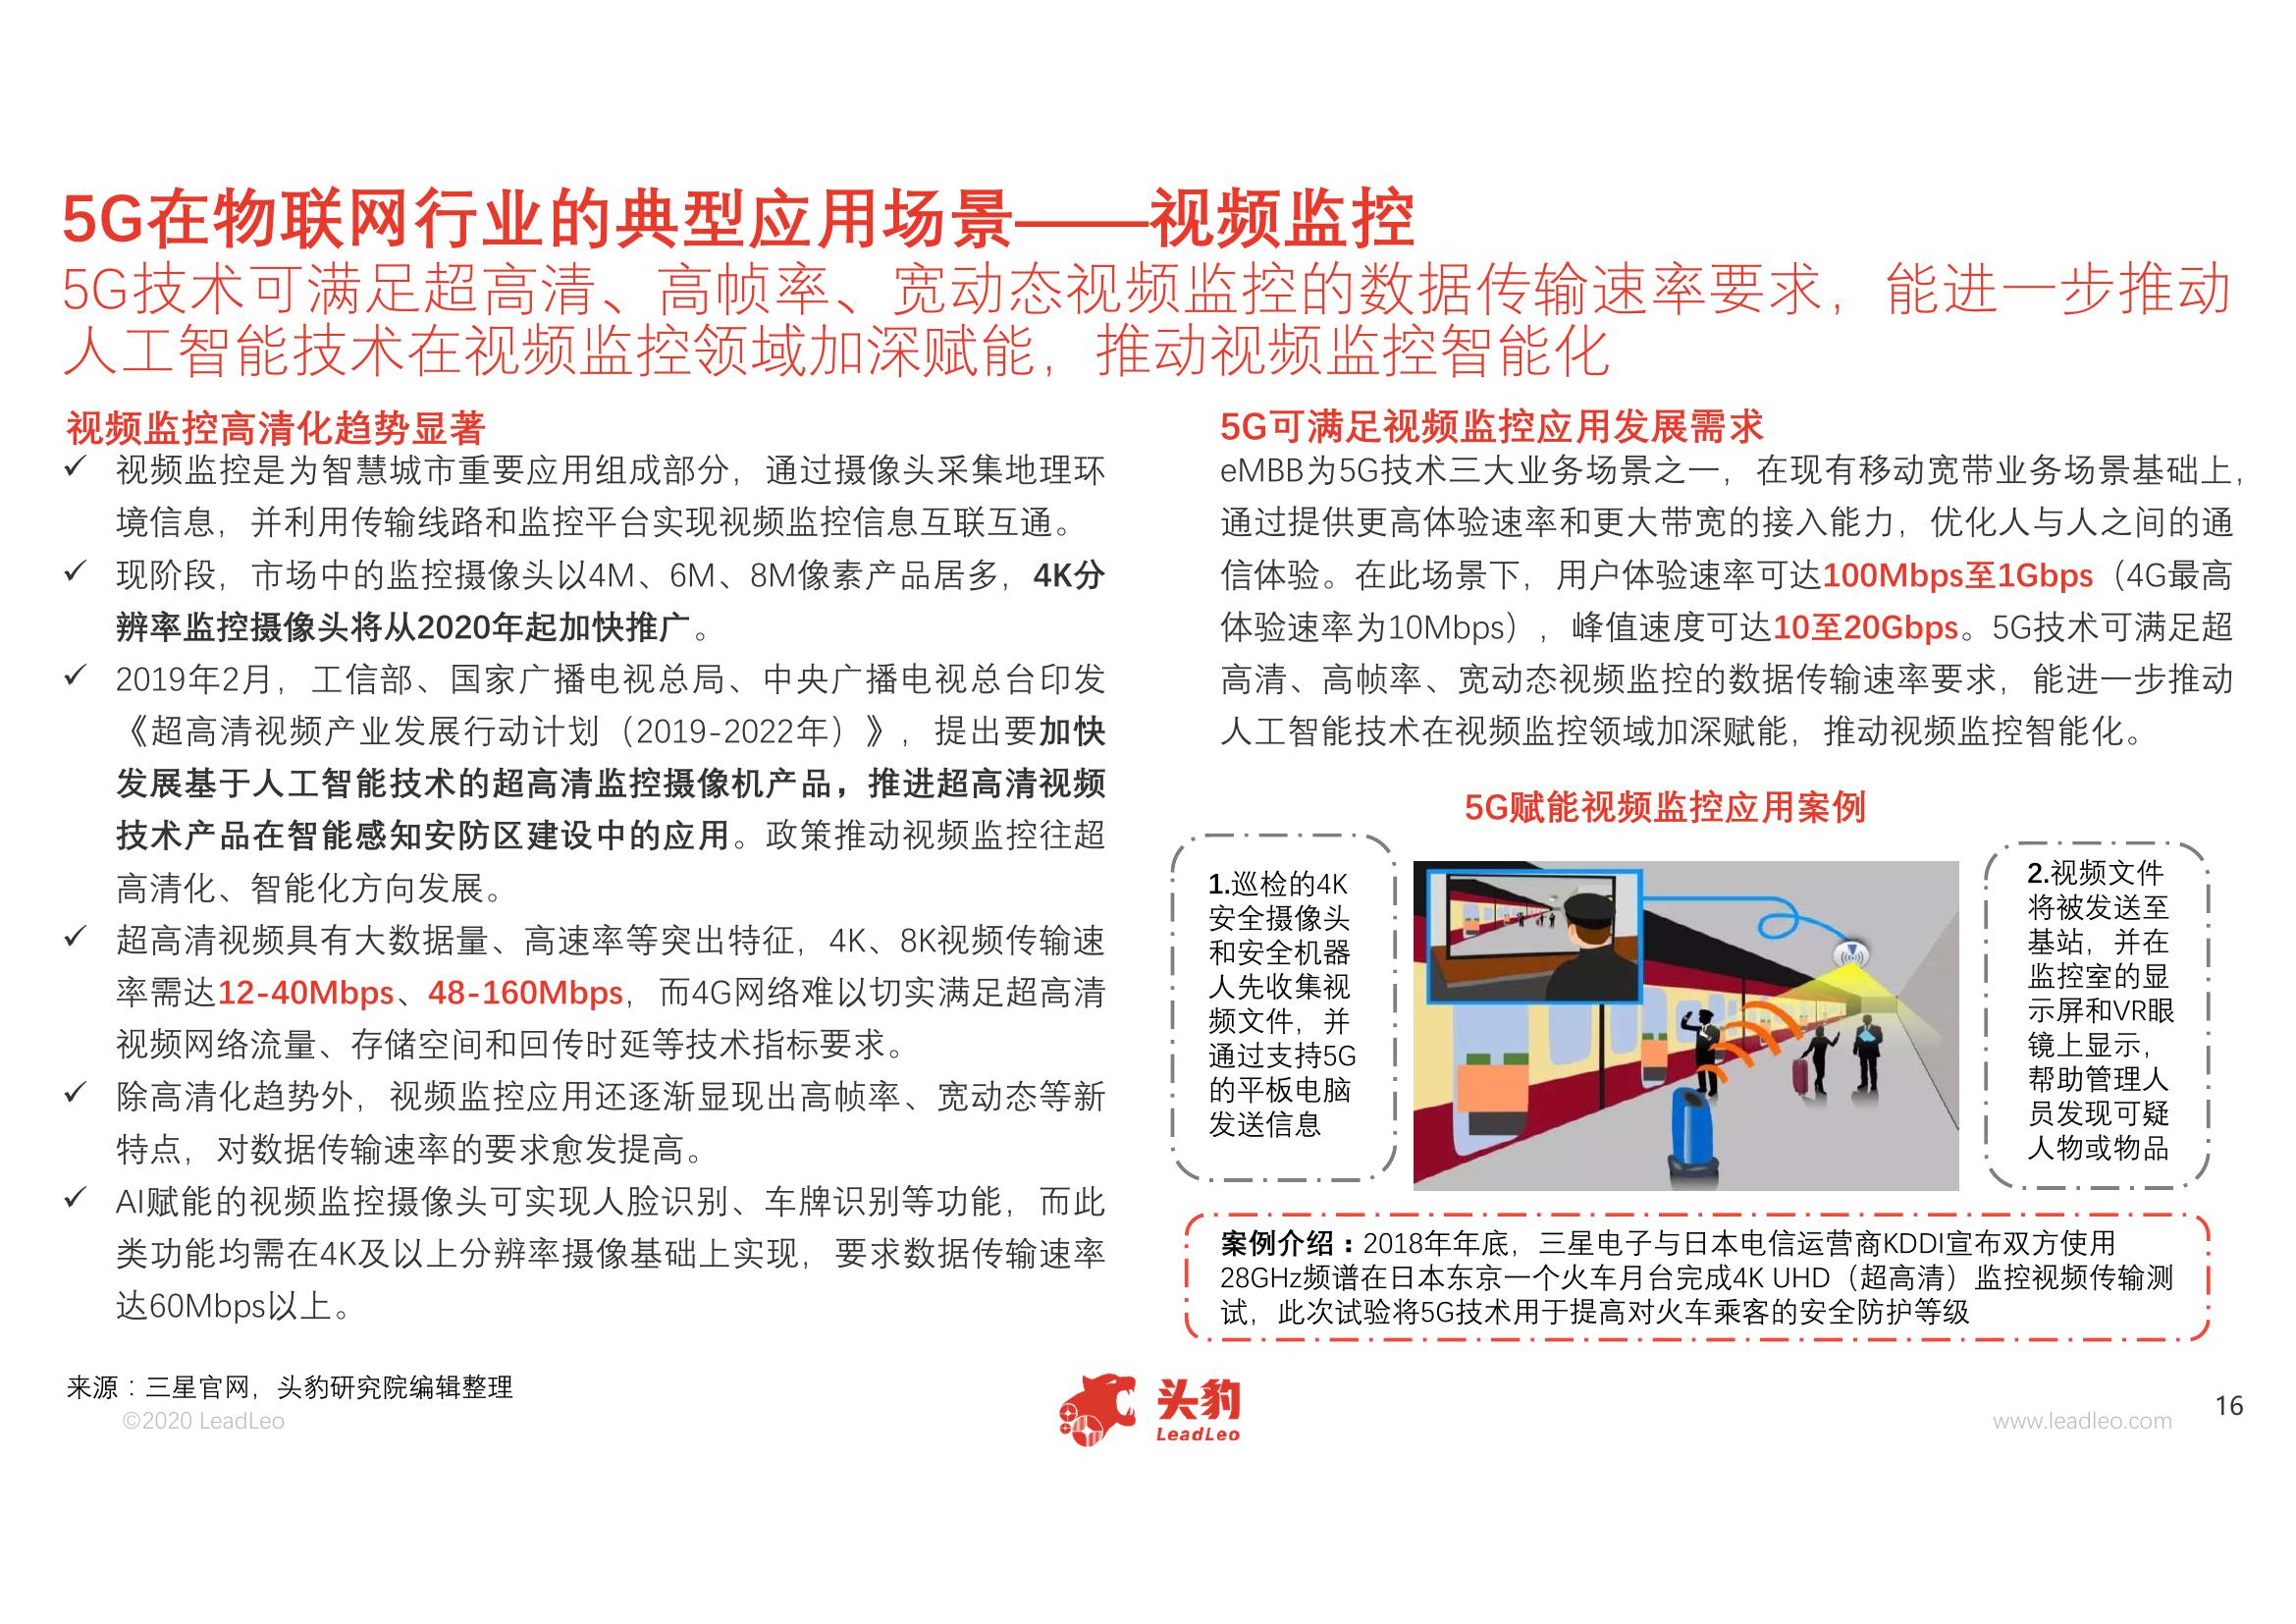 5G在物联网行业的典型应用场景——视频监控
5G技术可满足超高清、高帧率、宽动态视频监控的数据传输速率要求，能进一步推动
人工智能技术在视频监控领域加深赋能，推动视频监控智能化
视频监控高清化趋势显著
✓ 视频监控是为智慧城市重要应用组成部分，通过摄像头采集地理环
境信息，并利用传输线路和监控平台实现视频监控信息互联互通。
✓ 现阶段，市场中的监控摄像头以4M、6M、8M像素产品居多，4K分
辨率监控摄像头将从2020年起加快推广。
✓ 2019年2月，工信部、国家广播电视总局、中央广播电视总台印发
《超高清视频产业发展行动计划（2019-2022年）》，提出要加快
发展基于人工智能技术的超高清监控摄像机产品，推进超高清视频
技术产品在智能感知安防区建设中的应用。政策推动视频监控往超
高清化、智能化方向发展。
✓ 超高清视频具有大数据量、高速率等突出特征，4K、8K视频传输速
率需达12-40Mbps、48-160Mbps，而4G网络难以切实满足超高清
视频网络流量、存储空间和回传时延等技术指标要求。
✓ 除高清化趋势外，视频监控应用还逐渐显现出高帧率、宽动态等新
特点，对数据传输速率的要求愈发提高。
✓ AI赋能的视频监控摄像头可实现人脸识别、车牌识别等功能，而此
类功能均需在4K及以上分辨率摄像基础上实现，要求数据传输速率
达60Mbps以上。
5G可满足视频监控应用发展需求
eMBB为5G技术三大业务场景之一，在现有移动宽带业务场景基础上，
通过提供更高体验速率和更大带宽的接入能力，优化人与人之间的通
信体验。在此场景下，用户体验速率可达100Mbps至1Gbps（4G最高
体验速率为10Mbps），峰值速度可达10至20Gbps。5G技术可满足超
高清、高帧率、宽动态视频监控的数据传输速率要求，能进一步推动
人工智能技术在视频监控领域加深赋能，推动视频监控智能化。
5G赋能视频监控应用案例
1.巡检的4K
安全摄像头
和安全机器
人先收集视
频文件，并
通过支持5G
的平板电脑
发送信息
2.视频文件
将被发送至
基站，并在
监控室的显
示屏和VR眼
镜上显示，
帮助管理人
员发现可疑
人物或物品
案例介绍：2018年年底，三星电子与日本电信运营商KDDI宣布双方使用
28GHz频谱在日本东京一个火车月台完成4K UHD（超高清）监控视频传输测
试，此次试验将5G技术用于提高对火车乘客的安全防护等级
来源：三星官网，头豹研究院编辑整理
©2020 LeadLeo
头豹
LeadLeo
www.leadleo.com
16